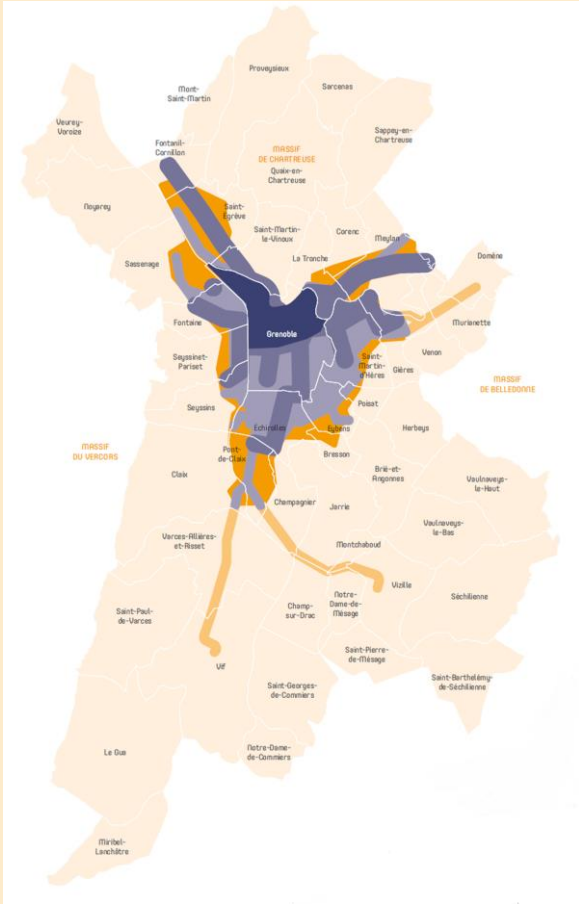 Proveysieux
Mont-
Saint-Martin
Sarcenas
Veurey-
Voroize
Sappey-en-
Chartreuse
Fontanil-
Cornillon
MASSIF
DE CHARTREUSE
Quaix-en-
Chartreuse
Noyarey
Saint-
Egrève
Saint-Martin-
le-Vinoux
Corenc
Meylan
La Tronche
Domène
Sassenage
Fontaine
Grenoble
Murianette
Venon
Seyssinet-
Pariset
Saint-
Martin-
d'Hères
Gières
MASSIF
DE BELLEDONNE
Seyssins
Poisat
Echirolles
Eybens
Herbeys
MASSIF
DU VERCORS
Pont-
de-Claix
Bresson
Claix
Brié-et-
Angonnes
Vaulnaveys-
le-Haut
Champagnier
Jarrie
Vaulnaveys-
le-Bas
Varces-Allières-
et-Risset
Montchaboud
Vizille
Saint-Paul-
de-Varces
Champ-
sur-Drac
Notre-
Dame-de-
Mésage
Séchilienne
Vif
Saint-Pierre-
de-Mésage
Saint-Georges-
de-Commiers
Saint-Barthélémy-
de-Séchilienne
Le Gua
Notre-Dame-
de-Commiers
Miribel-
Lanchâtre